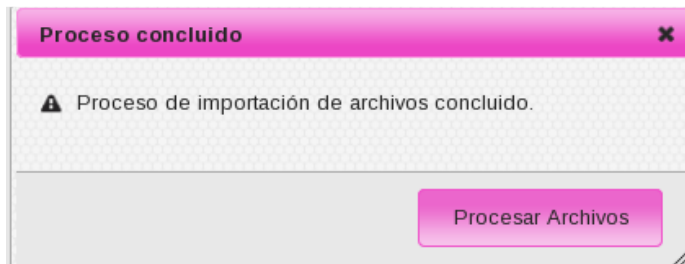 Proceso concluido
Proceso de importación de archivos concluido.
Procesar Archivos